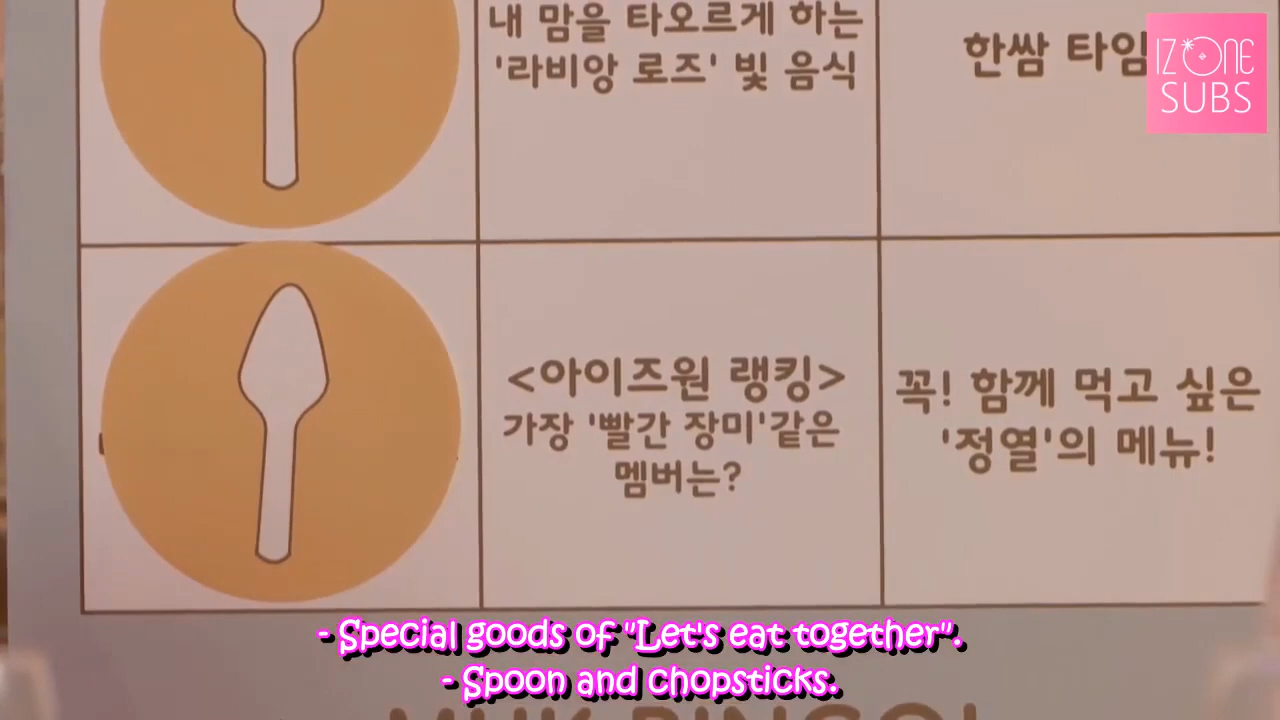 내 맘을 타오르게 하는
'라비앙 로즈' 빛 음식
한쌈 타임
IZ*ONE
SUBS
<아이즈원 랭킹>
가장 '빨간 장미'같은
멤버는?
꼭! 함께 먹고 싶은
'정열'의 메뉴!
- Special goods of "Let's eat together".
- Spoon and chopsticks.